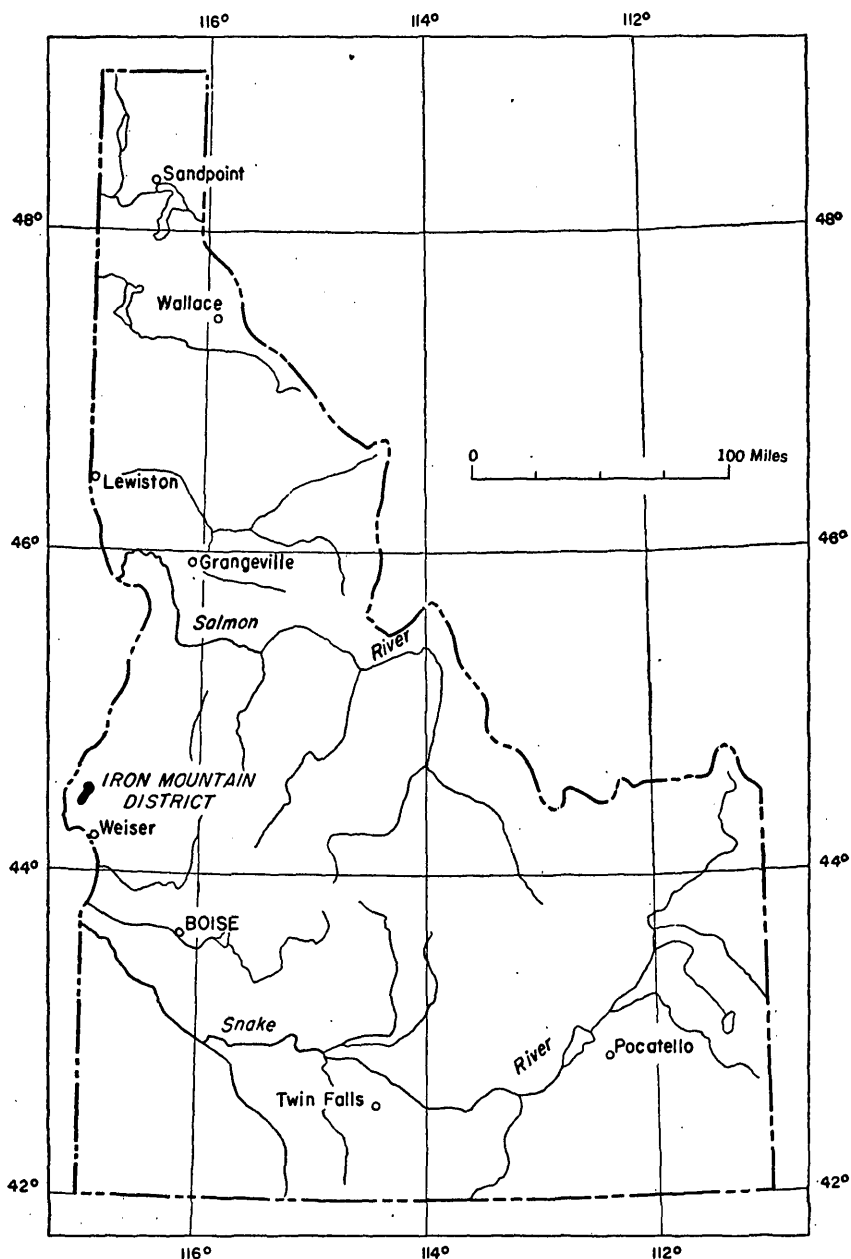 116°
114°
112°
Sandpoint
48°
48°
Wallace
0
100 Miles
Lewiston
46°
46°
Grangeville
Salmon
River
IRON MOUNTAIN
DISTRICT
Weiser
44°
44°
BOISE
Snake
River
Pocatello
Twin Falls
42°
42°
116°
114°
112°